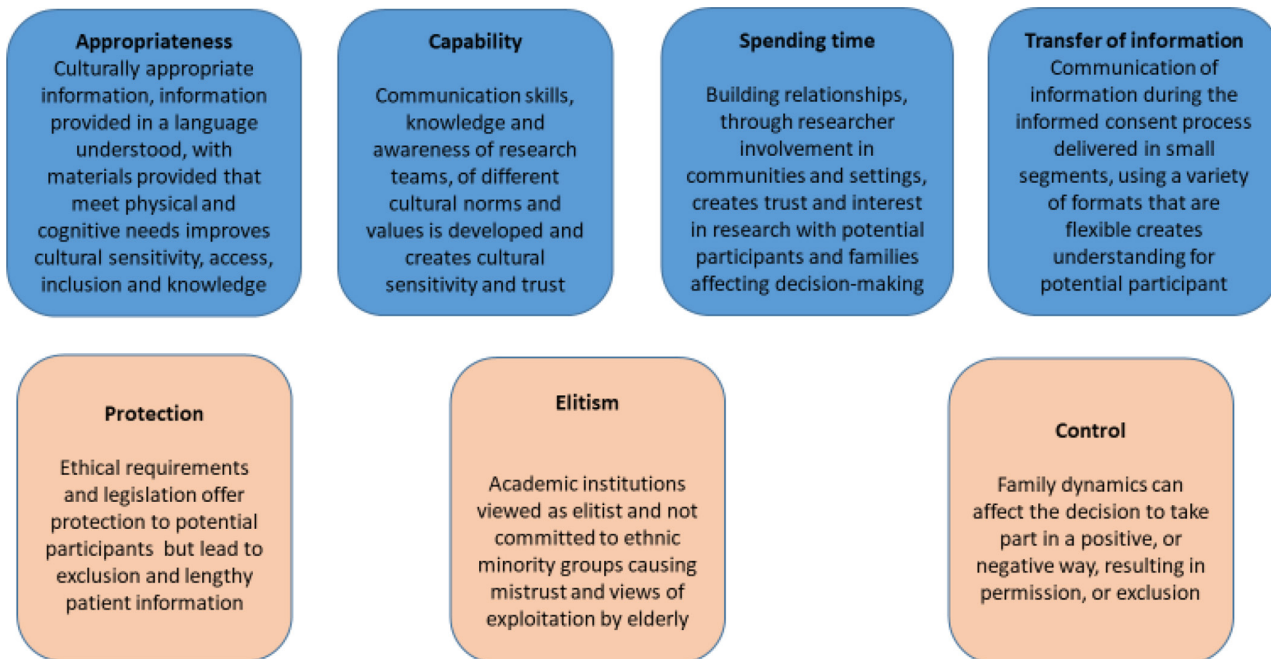 Appropriateness
Culturally appropriate
information, information
provided in a language
understood, with
materials provided that
meet physical and
cognitive needs improves
cultural sensitivity, access,
inclusion and knowledge
Capability
Communication skills,
knowledge and
awareness of research
teams, of different
cultural norms and
values is developed and
creates cultural
sensitivity and trust
Spending time
Building relationships,
through researcher
involvement in
communities and settings,
creates trust and interest
in research with potential
participants and families
affecting decision-making
Transfer of information
Communication of
information during the
informed consent process
delivered in small
segments, using a variety
of formats that are
flexible creates
understanding for
potential participant
Protection
Ethical requirements
and legislation offer
protection to potential
participants but lead to
exclusion and lengthy
patient information
Elitism
Academic institutions
viewed as elitist and not
committed to ethnic
minority groups causing
mistrust and views of
exploitation by elderly
Control
Family dynamics can
affect the decision to take
part in a positive, or
negative way, resulting in
permission, or exclusion